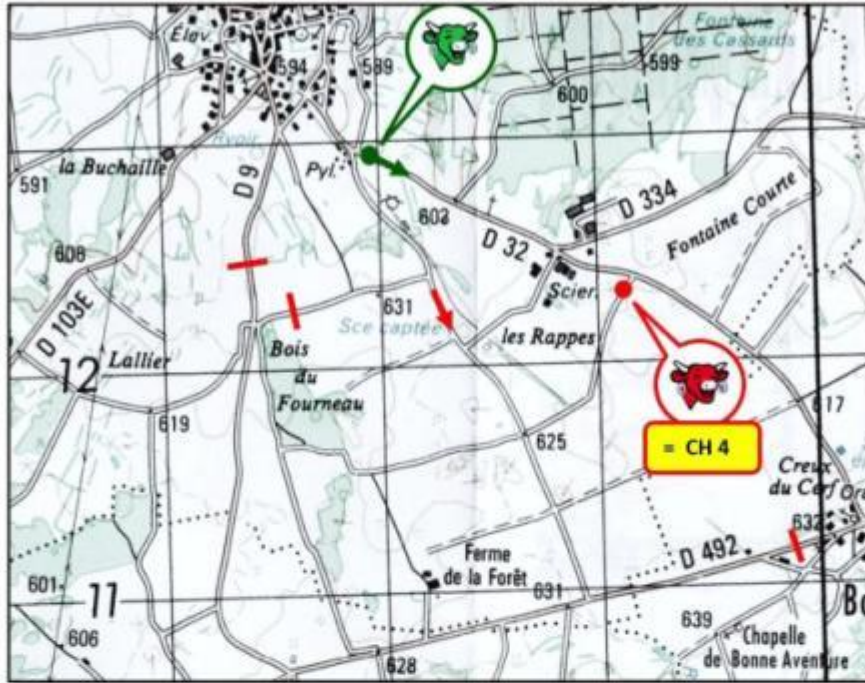 Élav.
594
589
Fontaine
des Cassards
599
600
la Buchaille
591
D 9
Pyl.
603
D 32
D 334
Fontaine Courte
608
D 103E
631
Scier.
Sce captée
les Rappes
12
Lallier
Bois
du
Fourneau
619
617
625
= CH 4
Creux
du Cerf
632
D 492
Ferme
de la Forêt
601
11
631
606
639
628
Chapelle
de Bonne Aventure